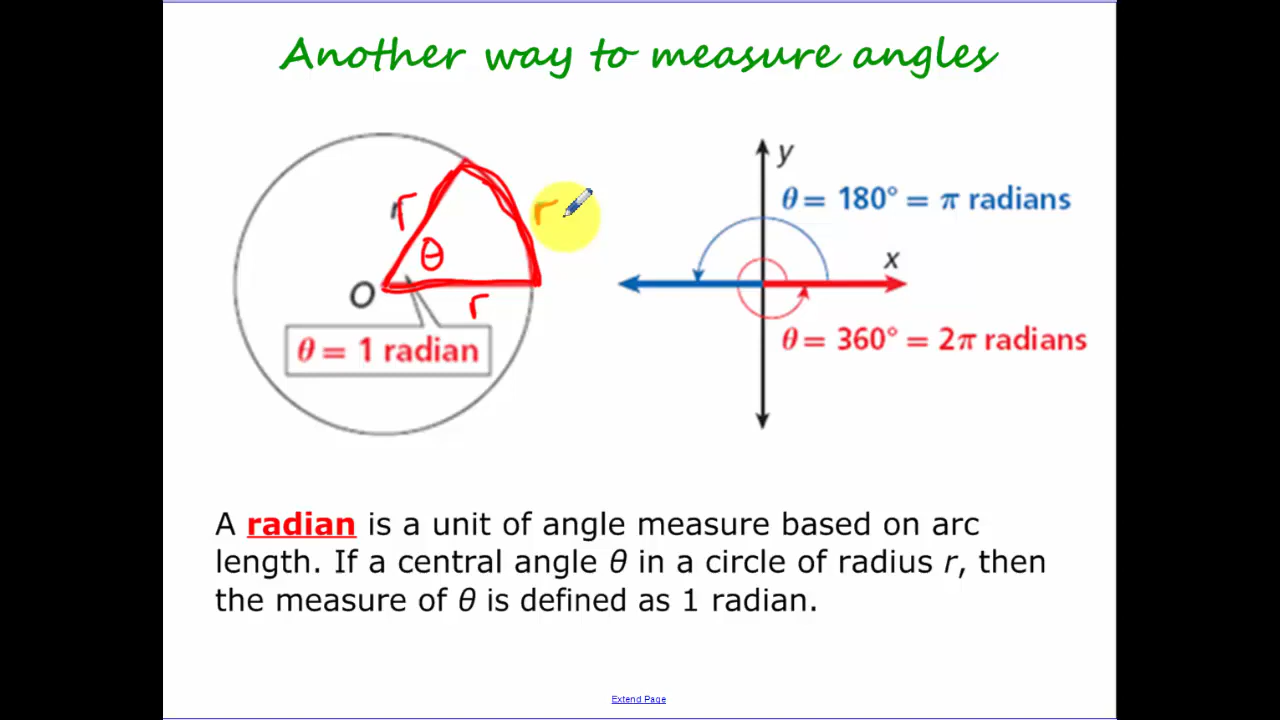 Another way to measure angles
r
r
θ
r
O
r
θ = 1 radian
y
θ = 180° = π radians
x
θ = 360° = 2π radians
A radian is a unit of angle measure based on arc
length. If a central angle θ in a circle of radius r, then
the measure of θ is defined as 1 radian.
Extend Page